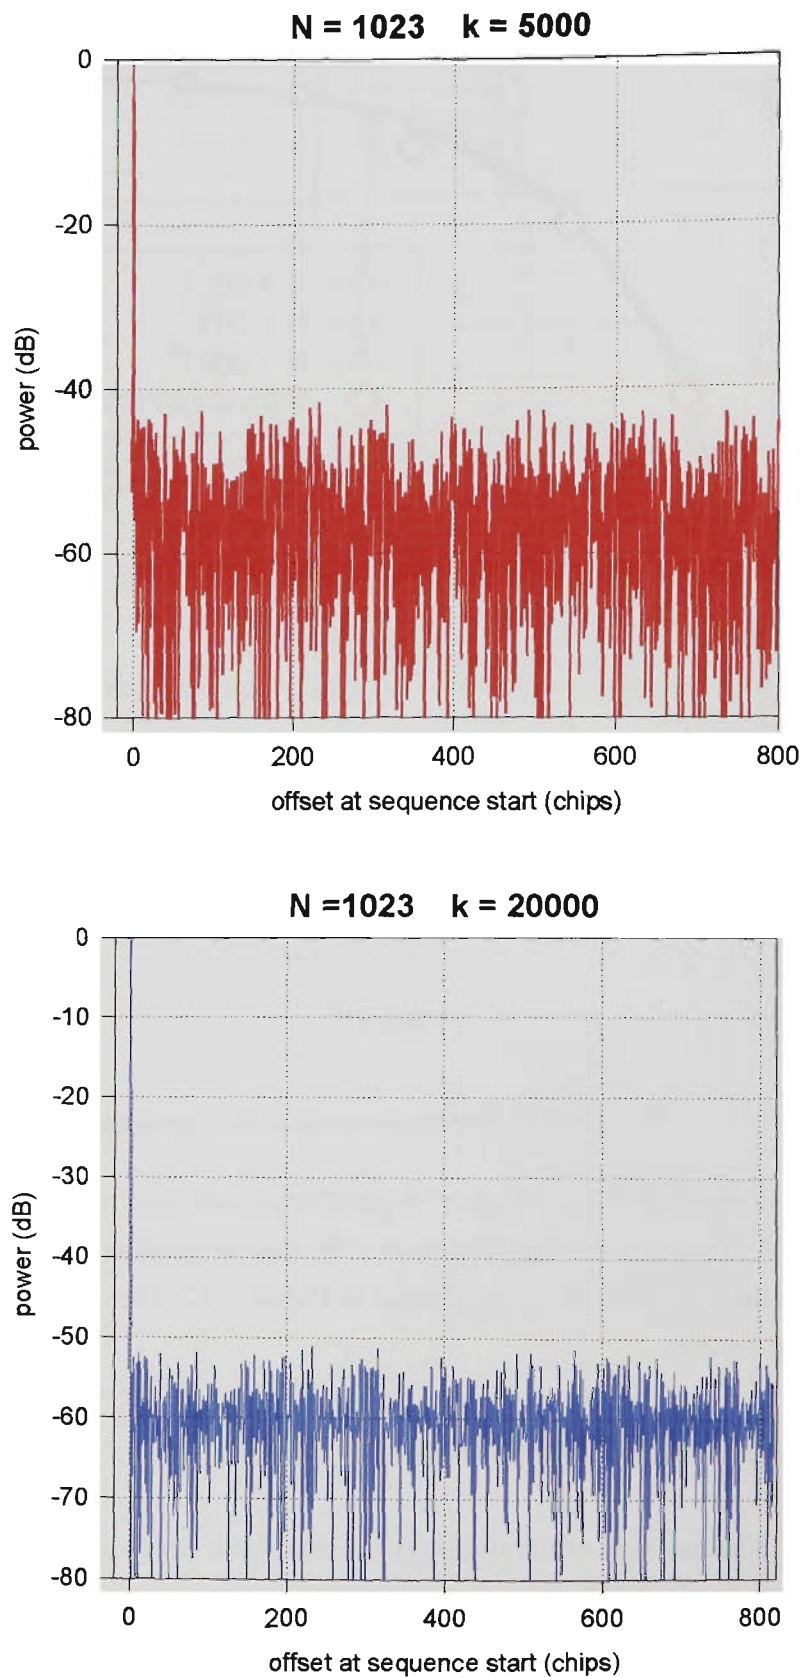 N = 1023 k = 5000
0
-20
-40
-60
-80
power (dB)
0 200 400 600 800
offset at sequence start (chips)
N =1023 k = 20000
0
-10
-20
-30
-40
-50
-60
-70
-80
power (dB)
0 200 400 600 800
offset at sequence start (chips)